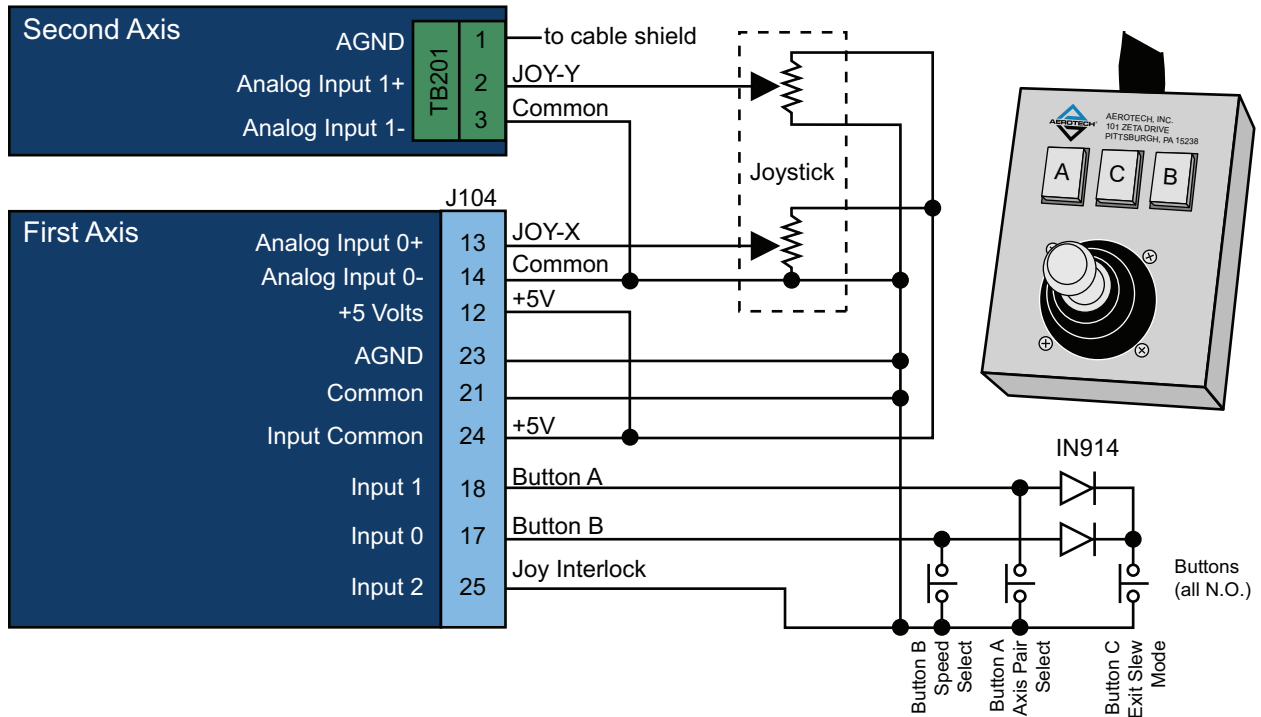 Second Axis
AGND
Analog Input 1+
Analog Input 1-
TB201
1
2
3
to cable shield
JOY-Y
Common
Joystick
First Axis
J104
Analog Input 0+ 13 JOY-X
Analog Input 0- 14 Common
+5 Volts 12 +5V
AGND 23
Common 21
Input Common 24 +5V
Input 1 18 Button A
Input 0 17 Button B
Input 2 25 Joy Interlock
AEROTECH
AEROTECH, INC.
101 ZETA DRIVE
PITTSBURGH, PA 15238
A C B
IN914
Buttons
(all N.O.)
Button B
Speed
Select
Button A
Axis Pair
Select
Button C
Exit Slew
Mode